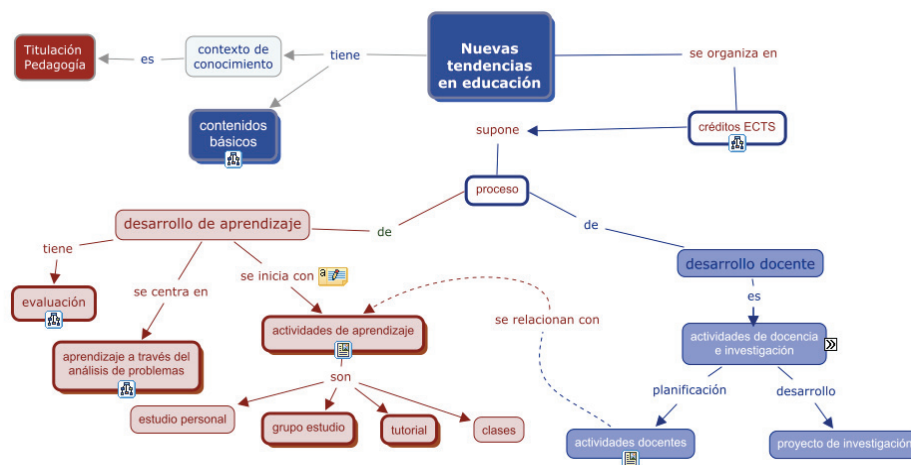 Nuevas
tendencias
en educación
tiene
contexto de
conocimiento
es
Titulación
Pedagogía
contenidos
básicos
se organiza en
créditos ECTS
supone
proceso
de
desarrollo de aprendizaje
tiene
evaluación
se centra en
aprendizaje a través del
análisis de problemas
se inicia con
a
actividades de aprendizaje
son
estudio personal
grupo estudio
tutorial
clases
de
desarrollo docente
es
actividades de docencia
e investigación
planificación
actividades docentes
desarrollo
proyecto de investigación
se relacionan con